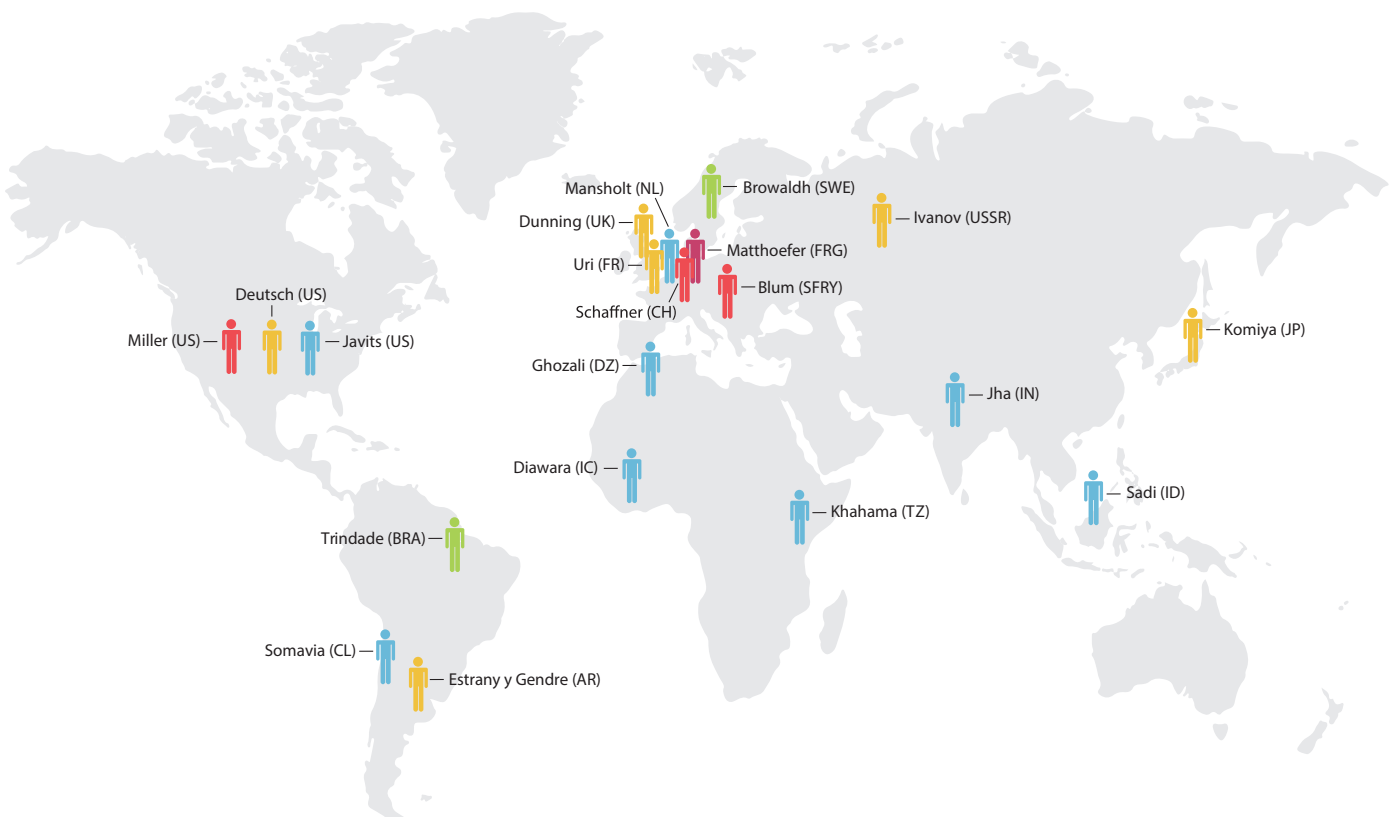 Browaldh (SWE)
Mansholt (NL)
Dunning (UK)
Ivanov (USSR)
Matthoefer (FRG)
Uri (FR)
Blum (SFRY)
Schaffner (CH)
Deutsch (US)
Miller (US)
Javits (US)
Komiya (JP)
Ghozali (DZ)
Jha (IN)
Diawara (IC)
Sadi (ID)
Khahama (TZ)
Trindade (BRA)
Somavia (CL)
Estrany y Gendre (AR)